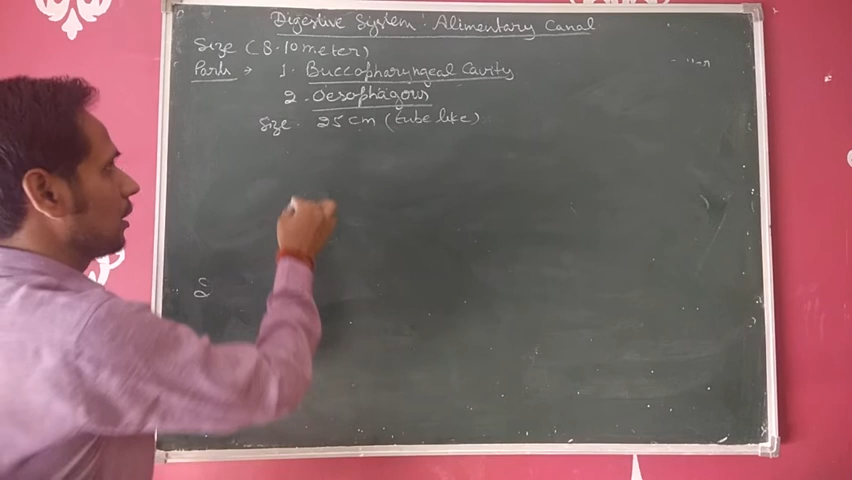 Digestive System : Alimentary Canal
Size (8-10 meter)
Parts → 1. Buccopharyngeal Cavity
2. Oesophagous
Size. 25 cm (tube like)